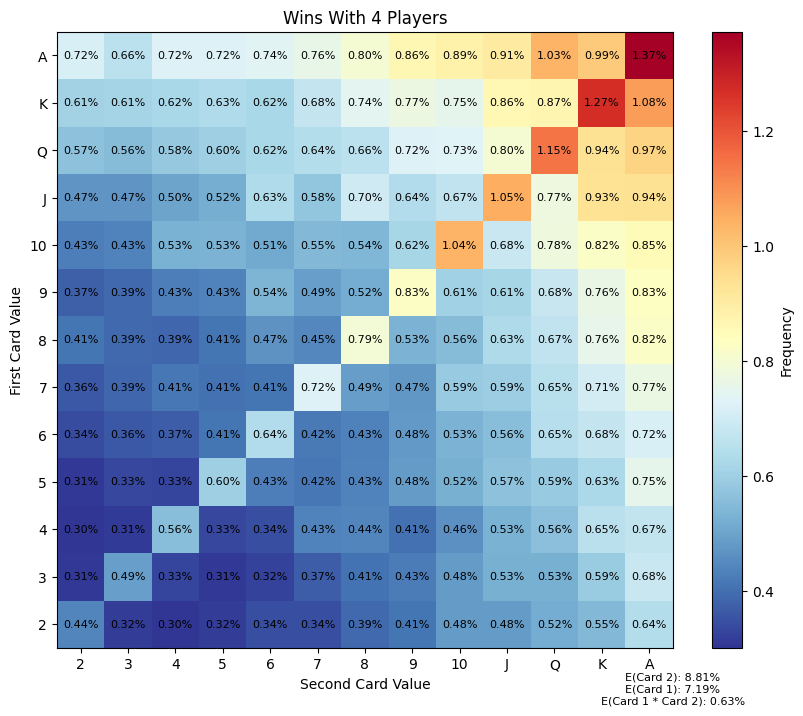 Wins With 4 Players
A 0.72% 0.66% 0.72% 0.72% 0.74% 0.76% 0.80% 0.86% 0.89% 0.91% 1.03% 0.99% 1.37%
K 0.61% 0.61% 0.62% 0.63% 0.62% 0.68% 0.74% 0.77% 0.75% 0.86% 0.87% 1.27% 1.08%
Q 0.57% 0.56% 0.58% 0.60% 0.62% 0.64% 0.66% 0.72% 0.73% 0.80% 1.15% 0.94% 0.97%
J 0.47% 0.47% 0.50% 0.52% 0.63% 0.58% 0.70% 0.64% 0.67% 1.05% 0.77% 0.93% 0.94%
10 0.43% 0.43% 0.53% 0.53% 0.51% 0.55% 0.54% 0.62% 1.04% 0.68% 0.78% 0.82% 0.85%
9 0.37% 0.39% 0.43% 0.43% 0.54% 0.49% 0.52% 0.83% 0.61% 0.61% 0.68% 0.76% 0.83%
8 0.41% 0.39% 0.39% 0.41% 0.47% 0.45% 0.79% 0.53% 0.56% 0.63% 0.67% 0.76% 0.82%
7 0.36% 0.39% 0.41% 0.41% 0.41% 0.72% 0.49% 0.47% 0.59% 0.59% 0.65% 0.71% 0.77%
6 0.34% 0.36% 0.37% 0.41% 0.64% 0.42% 0.43% 0.48% 0.53% 0.56% 0.65% 0.68% 0.72%
5 0.31% 0.33% 0.33% 0.60% 0.43% 0.42% 0.43% 0.48% 0.52% 0.57% 0.59% 0.63% 0.75%
4 0.30% 0.31% 0.56% 0.33% 0.34% 0.43% 0.44% 0.41% 0.46% 0.53% 0.56% 0.65% 0.67%
3 0.31% 0.49% 0.33% 0.31% 0.32% 0.37% 0.41% 0.43% 0.48% 0.53% 0.53% 0.59% 0.68%
2 0.44% 0.32% 0.30% 0.32% 0.34% 0.34% 0.39% 0.41% 0.48% 0.48% 0.52% 0.55% 0.64%
2 3 4 5 6 7 8 9 10 J Q K A
First Card Value
Second Card Value
1.2
1.0
0.8
0.6
0.4
Frequency
E(Card 2): 8.81%
E(Card 1): 7.19%
E(Card 1 * Card 2): 0.63%